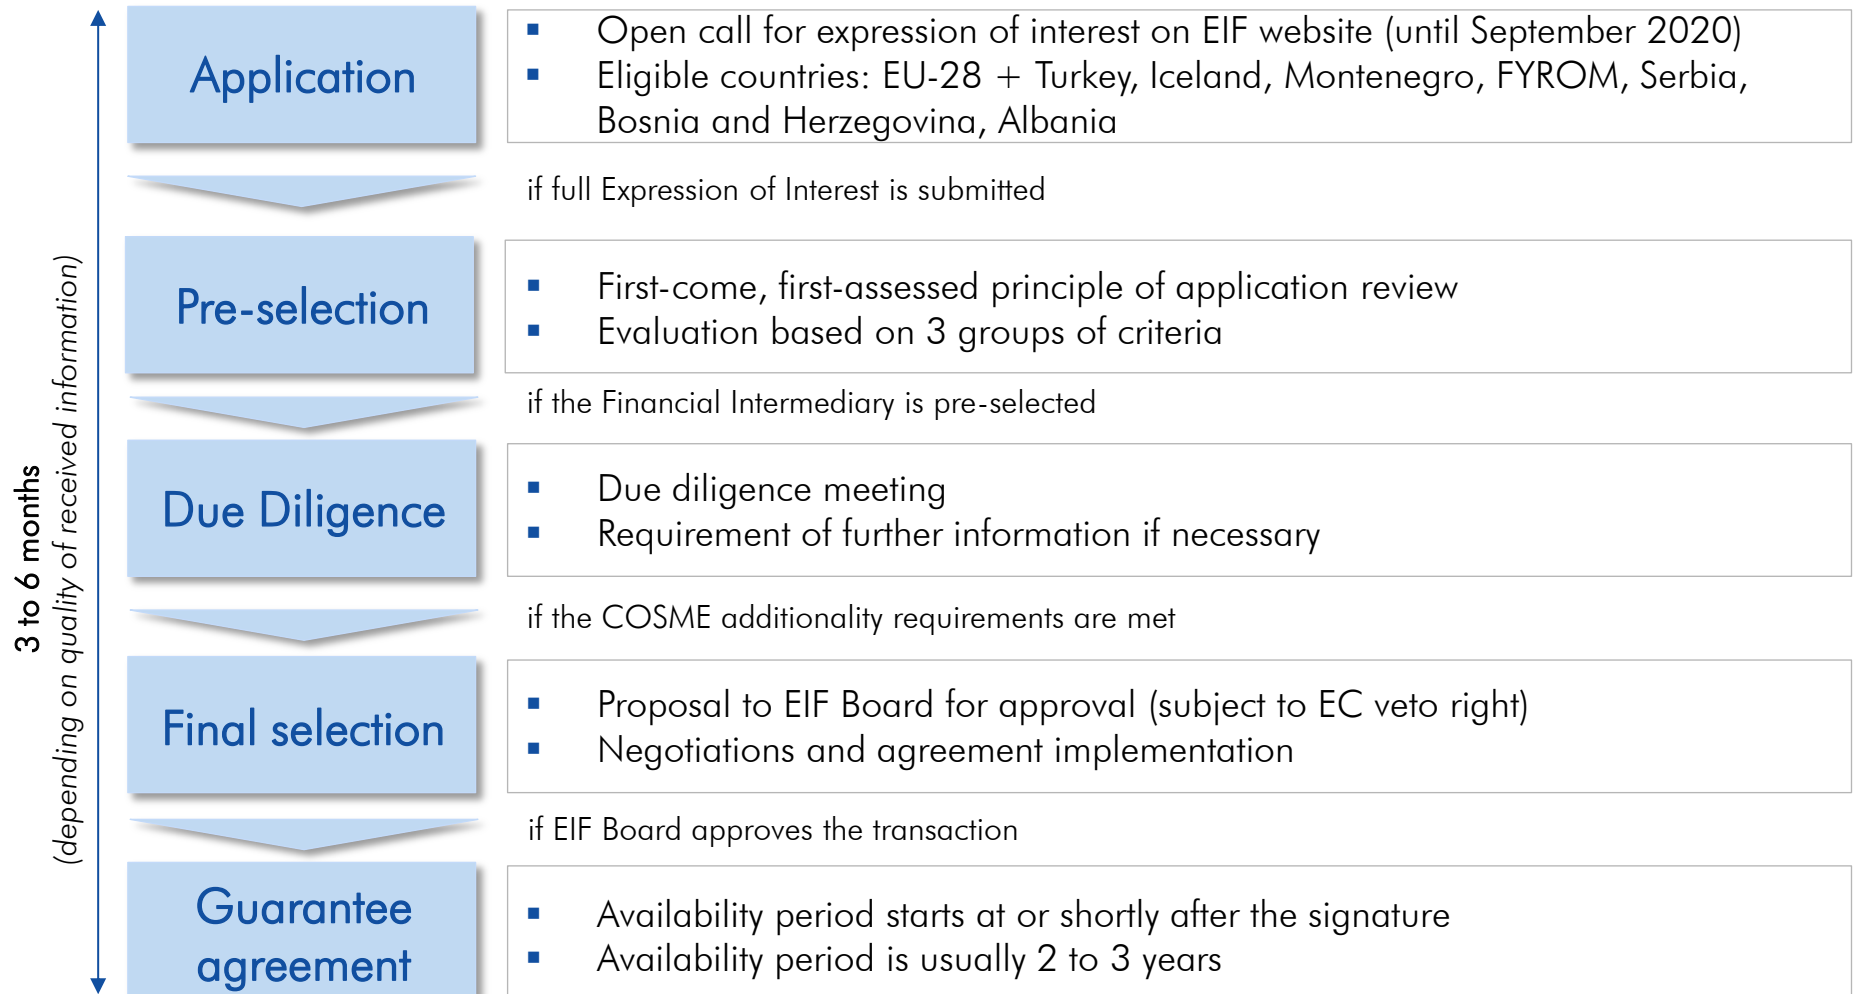 3 to 6 months
(depending on quality of received information)
Application
▪ Open call for expression of interest on EIF website (until September 2020)
▪ Eligible countries: EU-28 + Turkey, Iceland, Montenegro, FYROM, Serbia,
Bosnia and Herzegovina, Albania
if full Expression of Interest is submitted
Pre-selection
▪ First-come, first-assessed principle of application review
▪ Evaluation based on 3 groups of criteria
if the Financial Intermediary is pre-selected
Due Diligence
▪ Due diligence meeting
▪ Requirement of further information if necessary
if the COSME additionality requirements are met
Final selection
▪ Proposal to EIF Board for approval (subject to EC veto right)
▪ Negotiations and agreement implementation
if EIF Board approves the transaction
Guarantee
agreement
▪ Availability period starts at or shortly after the signature
▪ Availability period is usually 2 to 3 years